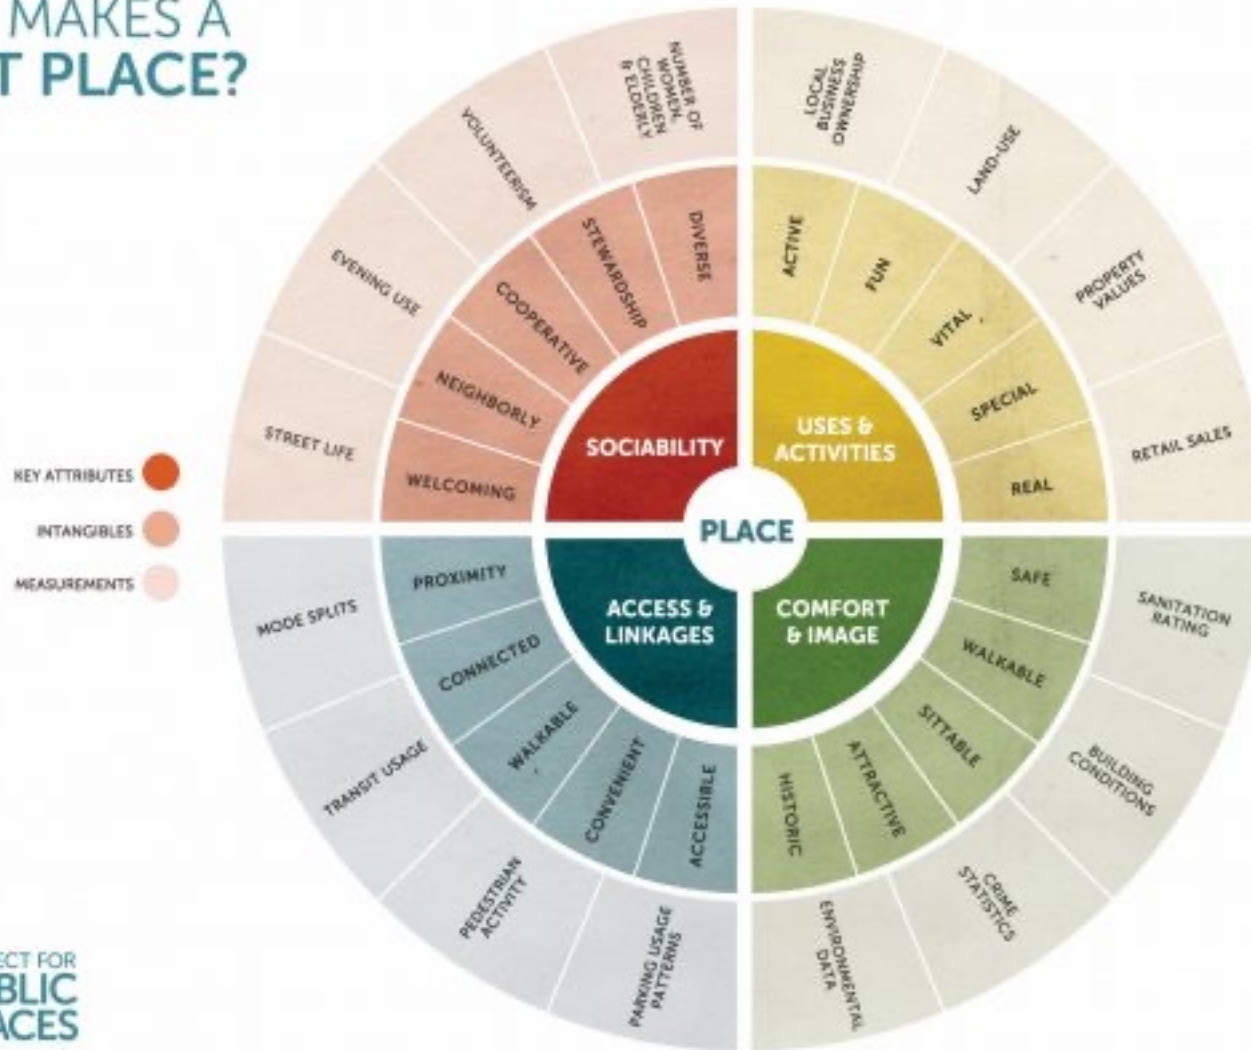 MAKES A
T PLACE?
KEY ATTRIBUTES
INTANGIBLES
MEASUREMENTS
PLACE
SOCIABILITY
USES &
ACTIVITIES
ACCESS &
LINKAGES
COMFORT
& IMAGE
WELCOMING
NEIGHBORLY
COOPERATIVE
STEWARDSHIP
DIVERSE
ACTIVE
FUN
VITAL
SPECIAL
REAL
SAFE
WALKABLE
SITTABLE
ATTRACTIVE
HISTORIC
ACCESSIBLE
CONVENIENT
WALKABLE
CONNECTED
PROXIMITY
STREET LIFE
EVENING USE
VOLUNTEERISM
NUMBER OF
WOMEN,
CHILDREN
& ELDERLY
LOCAL
BUSINESS
OWNERSHIP
LAND-USE
PROPERTY
VALUES
RETAIL SALES
SANITATION
RATING
BUILDING
CONDITIONS
CRIME
STATISTICS
ENVIRONMENTAL
DATA
PARKING USAGE
PATTERNS
PEDESTRIAN
ACTIVITY
TRANSIT USAGE
MODE SPLITS
ECT FOR
BLIC
ACES